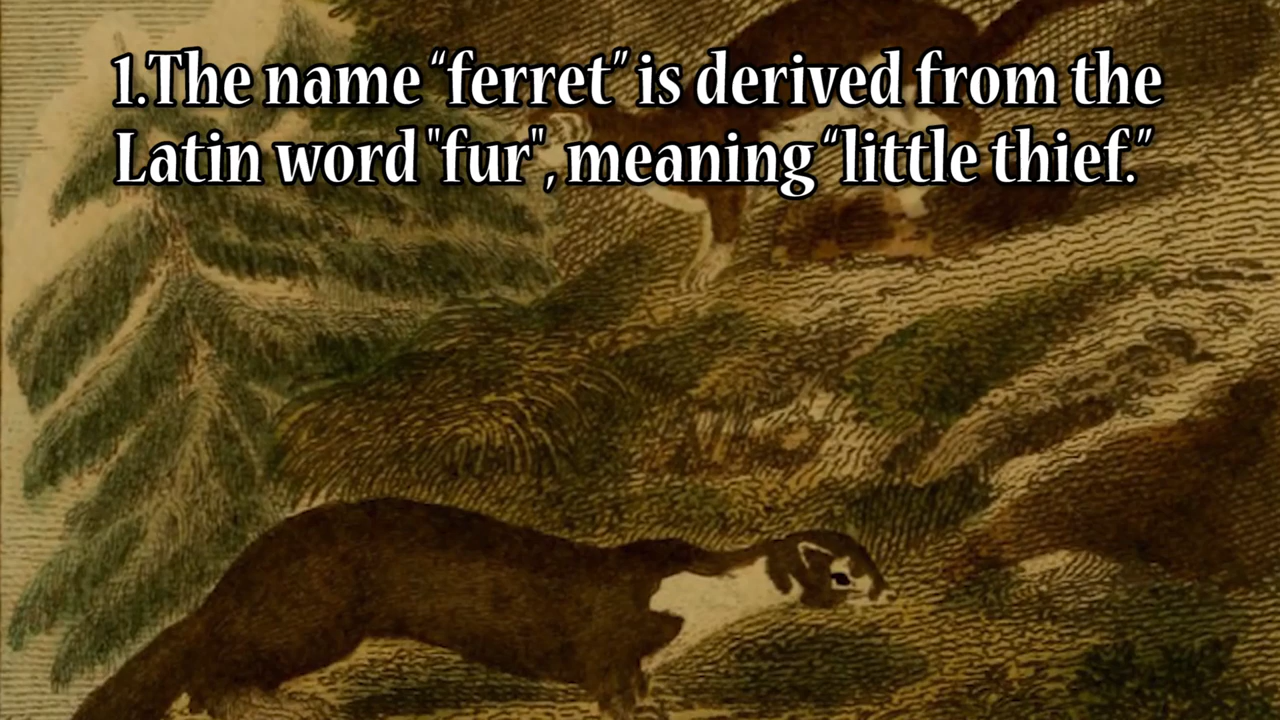 1.The name “ferret” is derived from the
Latin word "fur", meaning “little thief.”